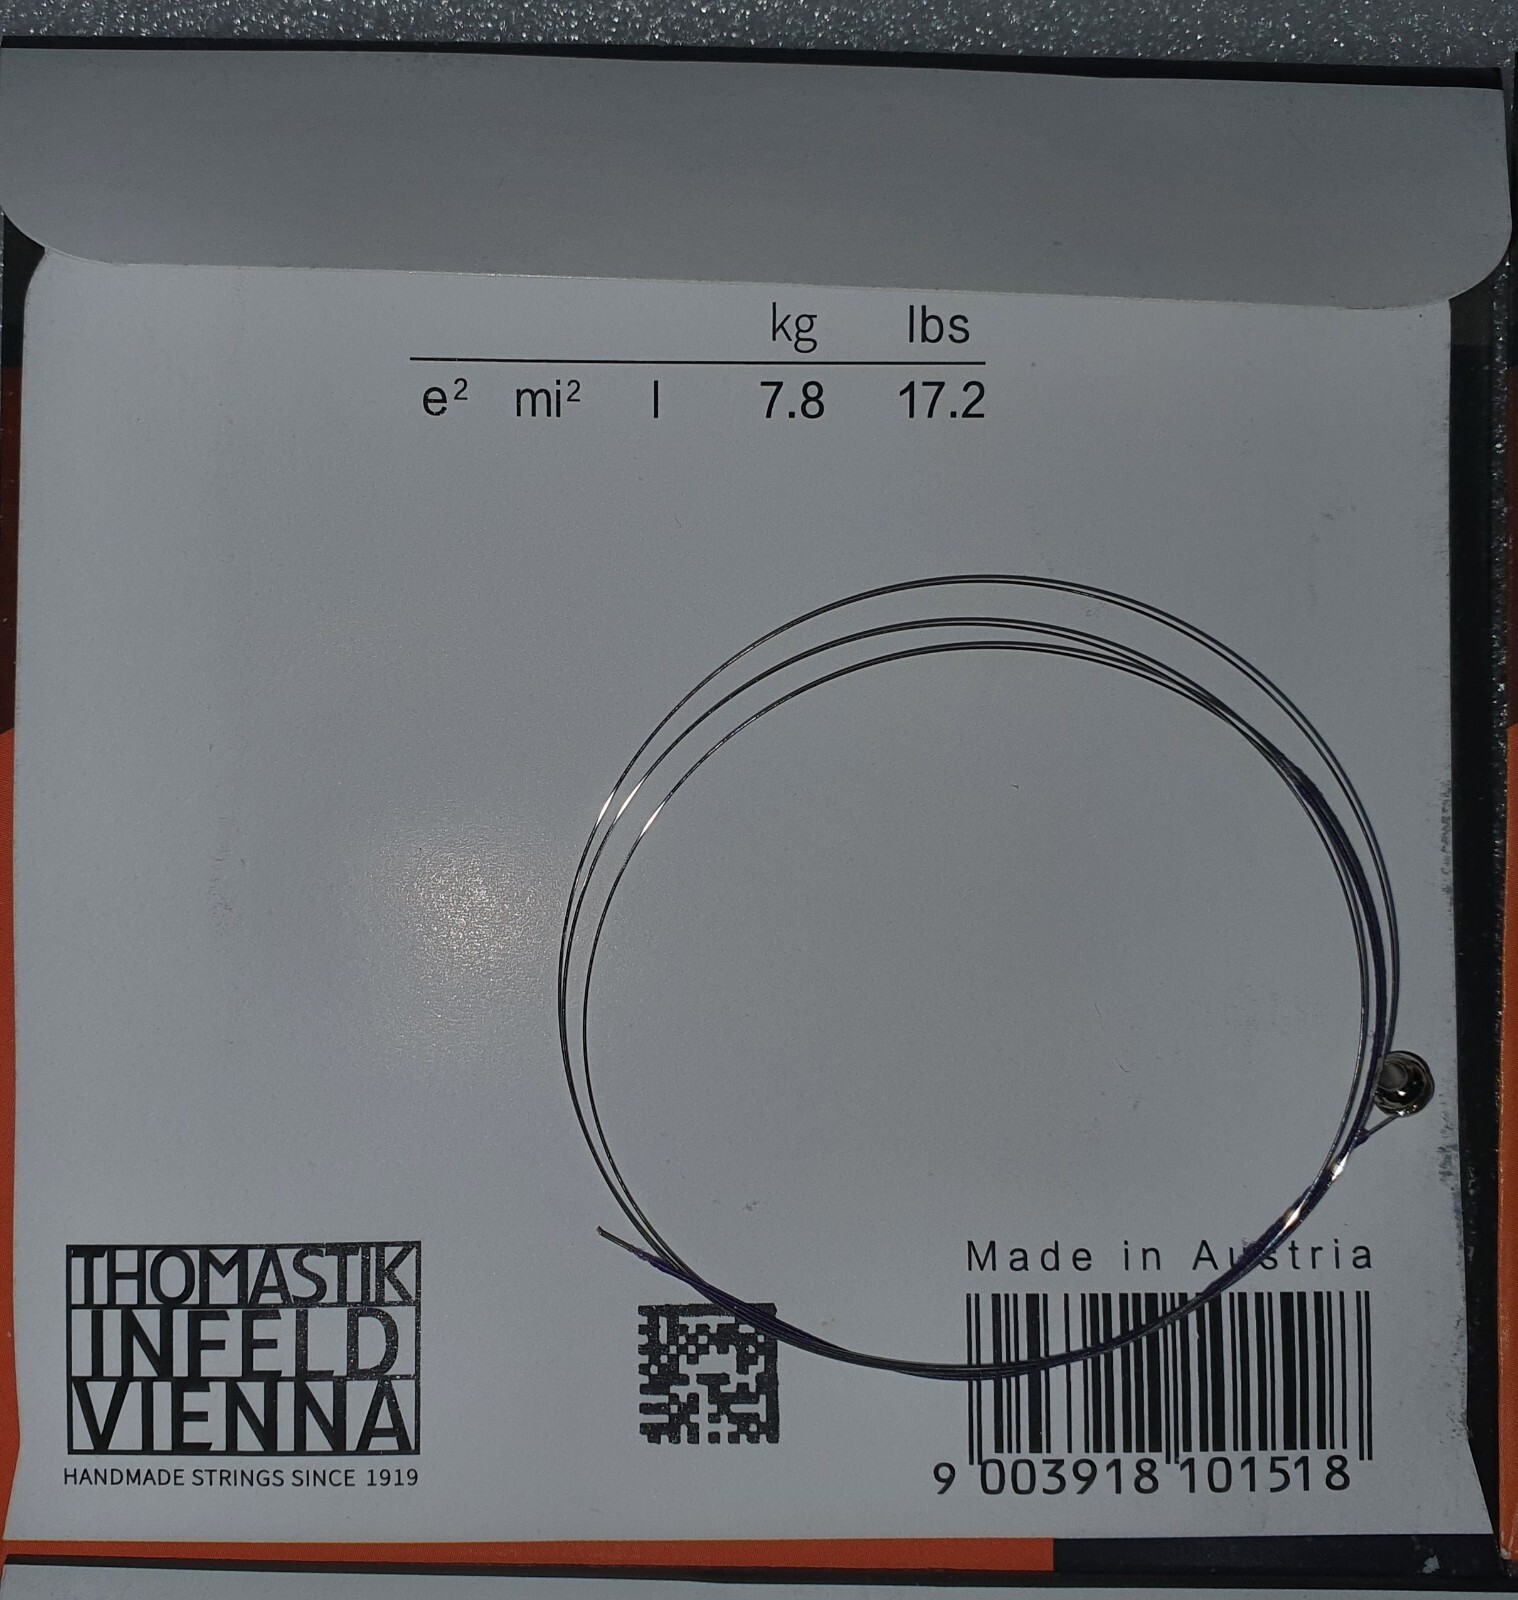 kg lbs
e² mi² I 7.8 17.2
THOMASTIK
INFELD
VIENNA
HANDMADE STRINGS SINCE 1919
Made in Austria
9 003918 101518